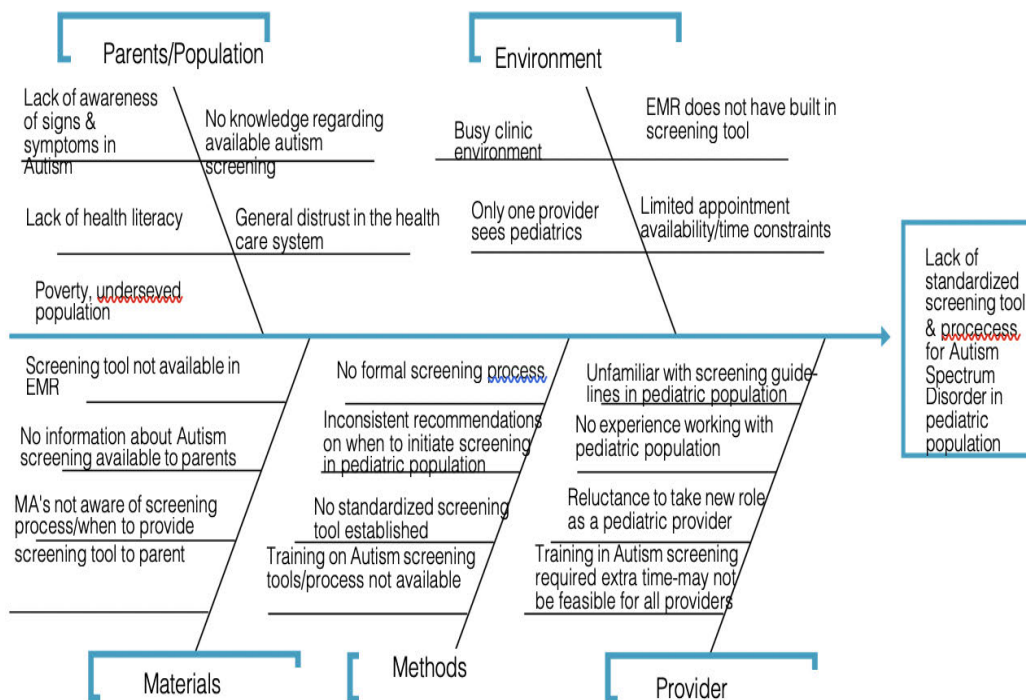 Parents/Population
Lack of awareness
of signs &
symptoms in
Autism
No knowledge regarding
available autism
screening
Lack of health literacy
General distrust in the health
care system
Poverty, underseved
population
Environment
Busy clinic
environment
EMR does not have built in
screening tool
Only one provider
sees pediatrics
Limited appointment
availability/time constraints
Lack of
standardized
screening tool
& procecess
for Autism
Spectrum
Disorder in
pediatric
population
Screening tool not available in
EMR
No information about Autism
screening available to parents
MA's not aware of screening
process/when to provide
screening tool to parent
Materials
No formal screening process
Inconsistent recommendations
on when to initiate screening
in pediatric population
No standardized screening
tool established
Training on Autism screening
tools/process not available
Methods
Unfamiliar with screening guide-
lines in pediatric population
No experience working with
pediatric population
Reluctance to take new role
as a pediatric provider
Training in Autism screening
required extra time-may not
be feasible for all providers
Provider